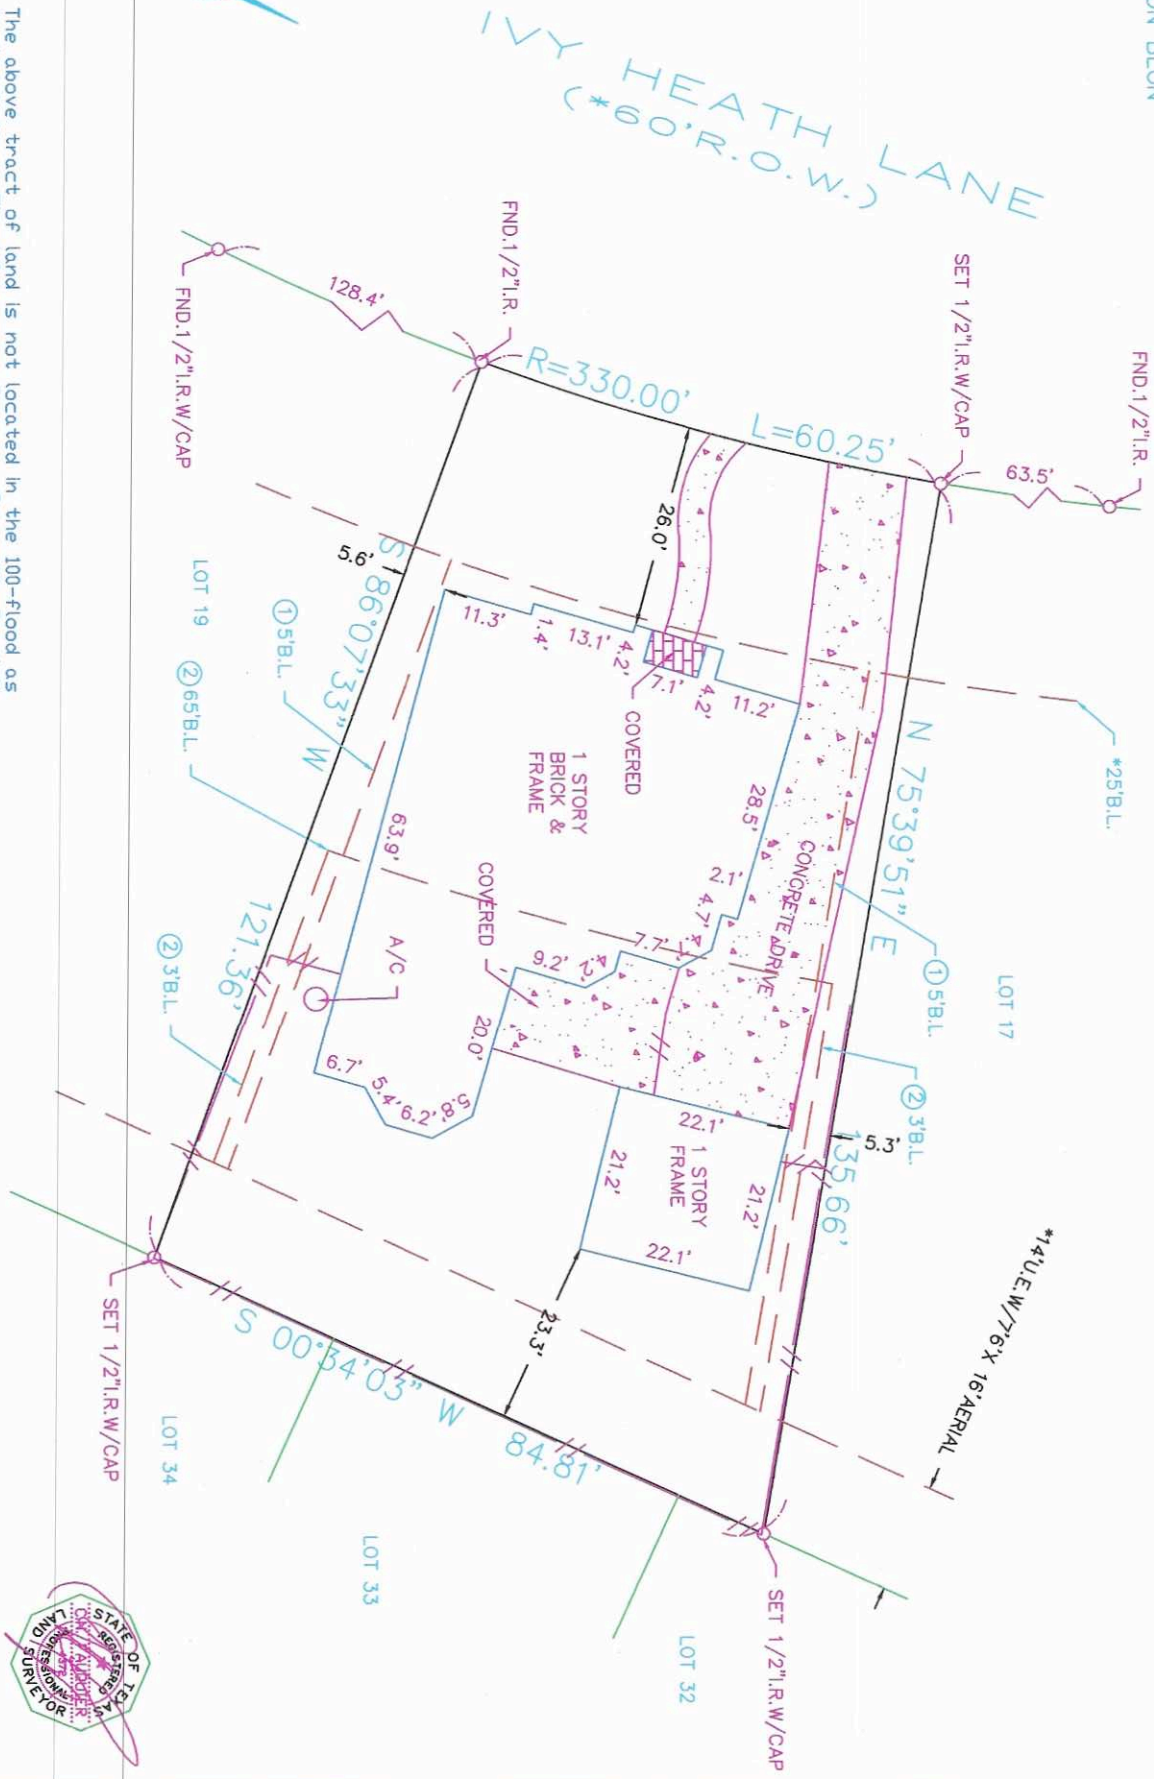 ON BEON
IVY HEATH LANE
(*60'R.O.W.)
FND.1/2"I.R.
63.5'
SET 1/2"I.R.W/CAP
FND.1/2"I.R.
128.4'
FND.1/2"I.R.W/CAP
R=330.00'
L=60.25'
*25'B.L.
N 75°39'51" E
135.66'
LOT 17
①5'B.L.
②3'B.L.
5.3'
*14'U.E.W/7'6"X 16'AERIAL
26.0'
5.6'
11.3'
1.4'
13.1'
4.2'
7.1'
4.2'
11.2'
COVERED
28.5'
2.1'
4.7'
7.7'
9.2'
CONCRETE DRIVE
1 STORY
BRICK &
FRAME
COVERED
63.9'
A/C
20.0'
6.7'
5.4'
6.2'
5.8'
22.1'
1 STORY
FRAME
21.2'
21.2'
22.1'
23.3'
S 86°07'33" W
121.36'
LOT 19
①5'B.L.
②65'B.L.
②3'B.L.
S 00°34'03" W
84.81'
SET 1/2"I.R.W/CAP
SET 1/2"I.R.W/CAP
LOT 34
LOT 33
LOT 32
STATE OF TEXAS
REGISTERED
PROFESSIONAL
LAND SURVEYOR
The above tract of land is not located in the 100-flood as